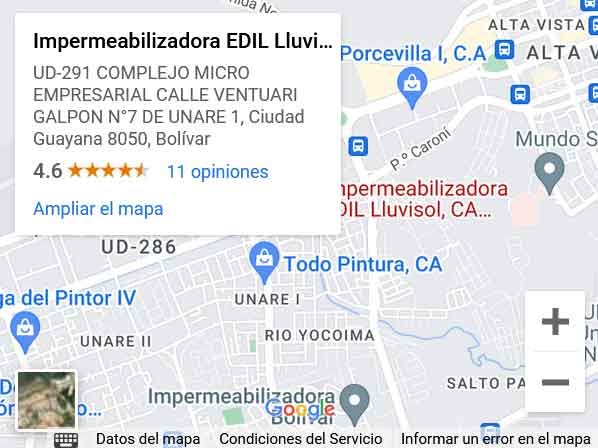 Impermeabilizadora EDIL Lluvi...
UD-291 COMPLEJO MICRO
EMPRESARIAL CALLE VENTUARI
GALPON N°7 DE UNARE 1, Ciudad
Guayana 8050, Bolívar
4.6 11 opiniones
Ampliar el mapa
ALTA VISTA
Porcevilla I, C.A
ALTA VIS
P.º Caroní
Mundo S
mpermeabilizadora
DIL Lluvisol, CA...
UD-286
Todo Pintura, CA
ga del Pintor IV
UNARE I
RIO YOCOIMA
UNARE II
SALTO PA
Impermeabilizadora
Bolívar
Google
Datos del mapa
Condiciones del Servicio
Informar un error en el mapa